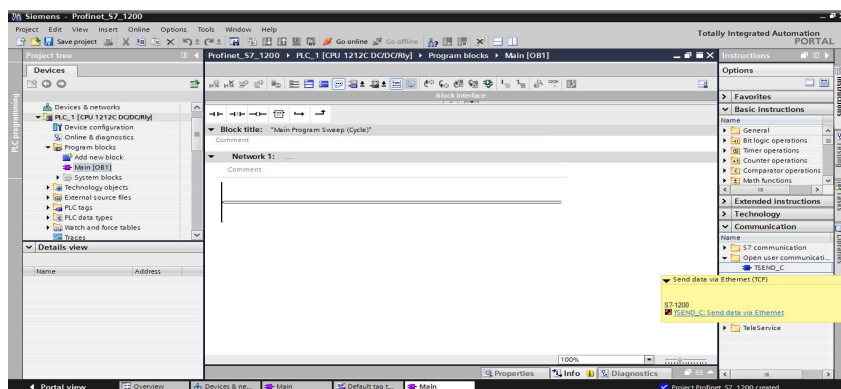 Siemens - Profinet_S7_1200
Project Edit View Insert Online Options Tools Window Help
Totally Integrated Automation
PORTAL
Save project
Go online
Go offline
Project tree
Profinet_S7_1200 PLC_1 [CPU 1212C DC/DC/Rly] Program blocks Main [OB1]
Instructions
Devices
Options
Devices & networks
PLC_1 [CPU 1212C DC/DC/Rly]
Device configuration
Online & diagnostics
Program blocks
Add new block
Main [OB1]
System blocks
Technology objects
External source files
PLC tags
PLC data types
Watch and force tables
Traces
Details view
Name Address
PLC programming
Block interface
Block title: "Main Program Sweep (Cycle)"
Comment
Network 1: .....
Comment
Favorites
Basic instructions
Name
General
Bit logic operations
Timer operations
Counter operations
Comparator operations
Math functions
Extended instructions
Technology
Communication
Name
S7 communication
Open user communicati...
TSEND_C
Send data via Ethernet (TCP)
S7-1200
TSEND_C: Send data via Ethernet
TeleService
100%
Properties Info Diagnostics
Portal view Overview Devices & ne... Main Default tag t... Main
Project Profinet_S7_1200 created.